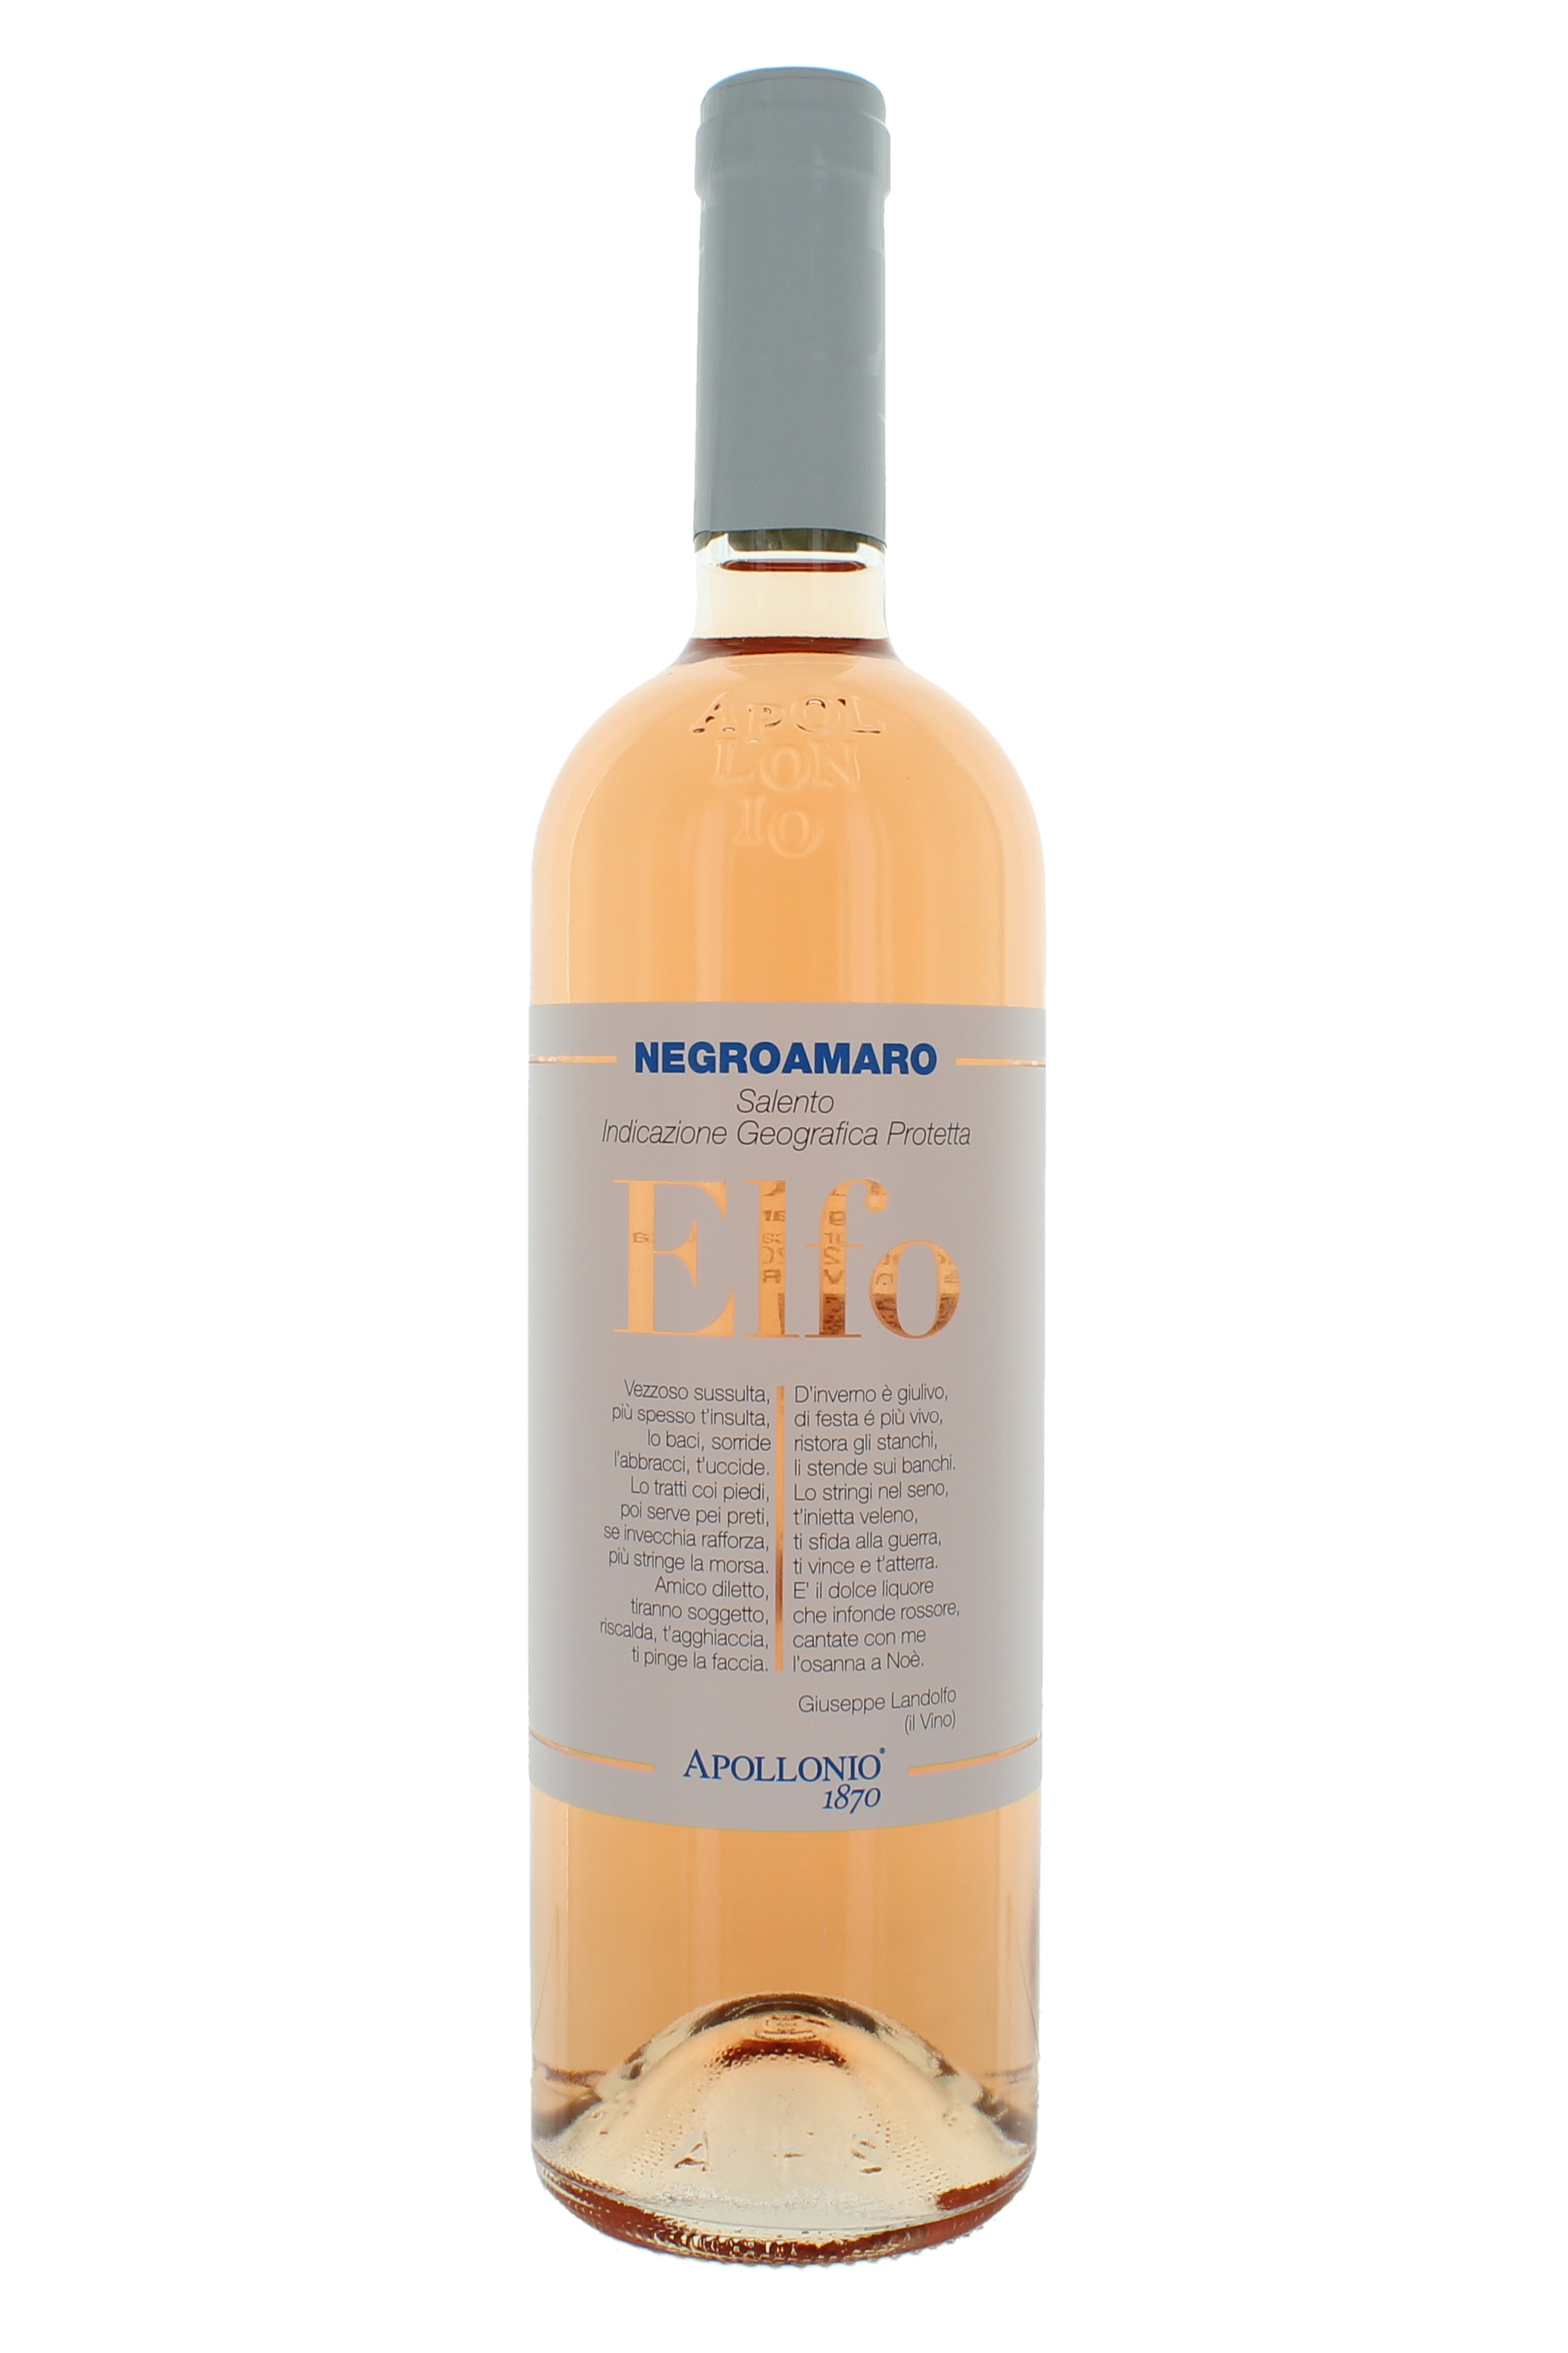 APOL
LON
IO
NEGROAMARO
Salento
Indicazione Geografica Protetta
Elfo
Vezzoso sussulta,
più spesso t'insulta,
lo baci, sorride
l'abbracci, t'uccide.
Lo tratti coi piedi,
poi serve pei preti,
se invecchia rafforza,
più stringe la morsa.
Amico diletto,
tiranno soggetto,
riscalda, t'agghiaccia,
ti pinge la faccia.
D'inverno è giulivo,
di festa é più vivo,
ristora gli stanchi,
li stende sui banchi.
Lo stringi nel seno,
t'inietta veleno,
ti sfida alla guerra,
ti vince e t'atterra.
E' il dolce liquore
che infonde rossore,
cantate con me
l'osanna a Noè.
Giuseppe Landolfo
(il Vino)
APOLLONIO®
1870
A + S